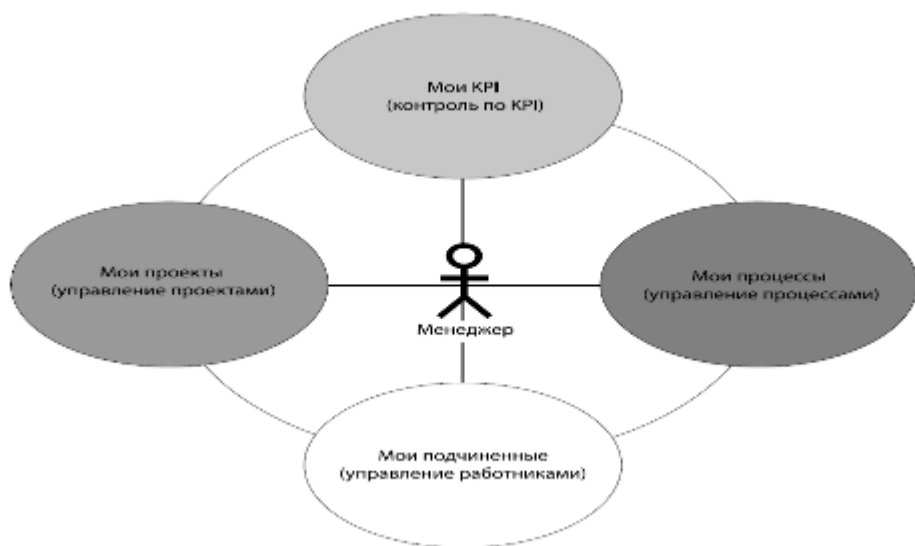 Мои KPI
(контроль по KPI)
Мои проекты
(управление проектами)
Мои процессы
(управление процессами)
Менеджер
Мои подчиненные
(управление работниками)